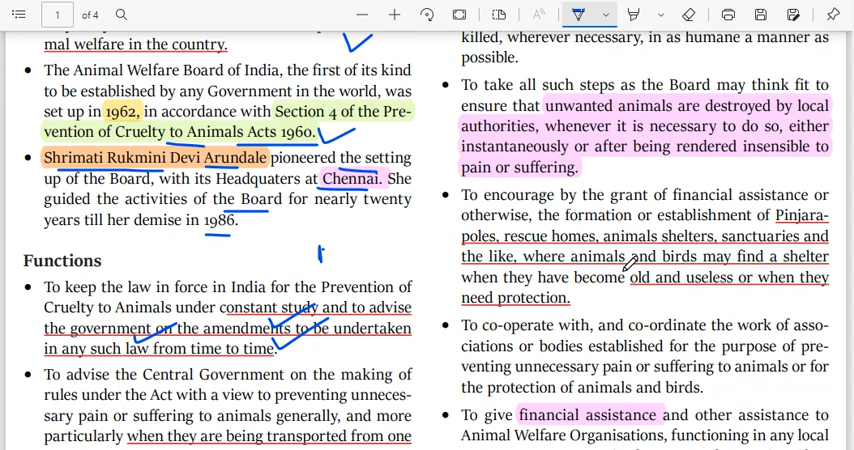 1 of 4
mal welfare in the country.
• The Animal Welfare Board of India, the first of its kind
to be established by any Government in the world, was
set up in 1962, in accordance with Section 4 of the Pre-
vention of Cruelty to Animals Acts 1960.
• Shrimati Rukmini Devi Arundale pioneered the setting
up of the Board, with its Headquaters at Chennai. She
guided the activities of the Board for nearly twenty
years till her demise in 1986.
Functions
• To keep the law in force in India for the Prevention of
Cruelty to Animals under constant study and to advise
the government on the amendments to be undertaken
in any such law from time to time.
• To advise the Central Government on the making of
rules under the Act with a view to preventing unneces-
sary pain or suffering to animals generally, and more
particularly when they are being transported from one
killed, wherever necessary, in as humane a manner as
possible.
• To take all such steps as the Board may think fit to
ensure that unwanted animals are destroyed by local
authorities, whenever it is necessary to do so, either
instantaneously or after being rendered insensible to
pain or suffering.
• To encourage by the grant of financial assistance or
otherwise, the formation or establishment of Pinjara-
poles, rescue homes, animals shelters, sanctuaries and
the like, where animals and birds may find a shelter
when they have become old and useless or when they
need protection.
• To co-operate with, and co-ordinate the work of asso-
ciations or bodies established for the purpose of pre-
venting unnecessary pain or suffering to animals or for
the protection of animals and birds.
• To give financial assistance and other assistance to
Animal Welfare Organisations, functioning in any local